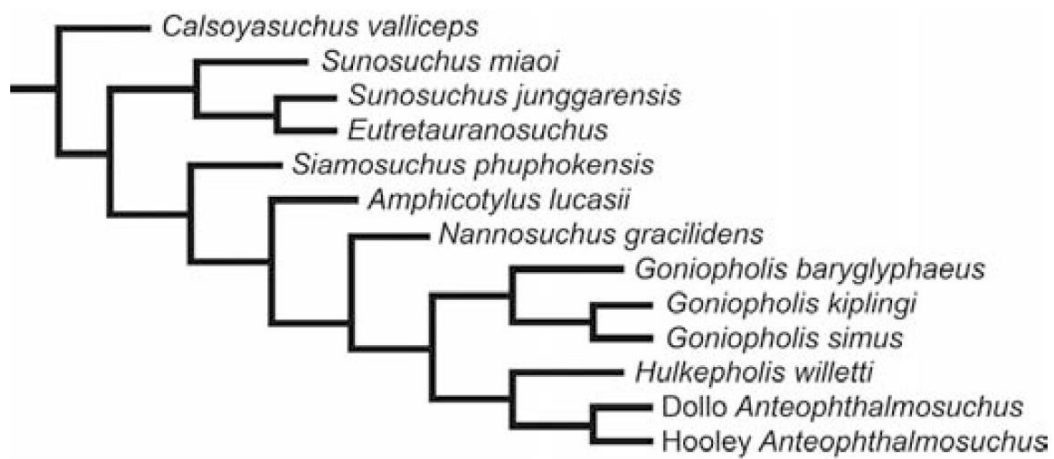 Calsoyasuchus valliceps
Sunosuchus miaoi
Sunosuchus junggarensis
Eutretauranosuchus
Siamosuchus phuphokensis
Amphicotylus lucasii
Nannosuchus gracilidens
Goniopholis baryglyphaeus
Goniopholis kiplingi
Goniopholis simus
Hulkepholis willetti
Dollo Anteophthalmosuchus
Hooley Anteophthalmosuchus